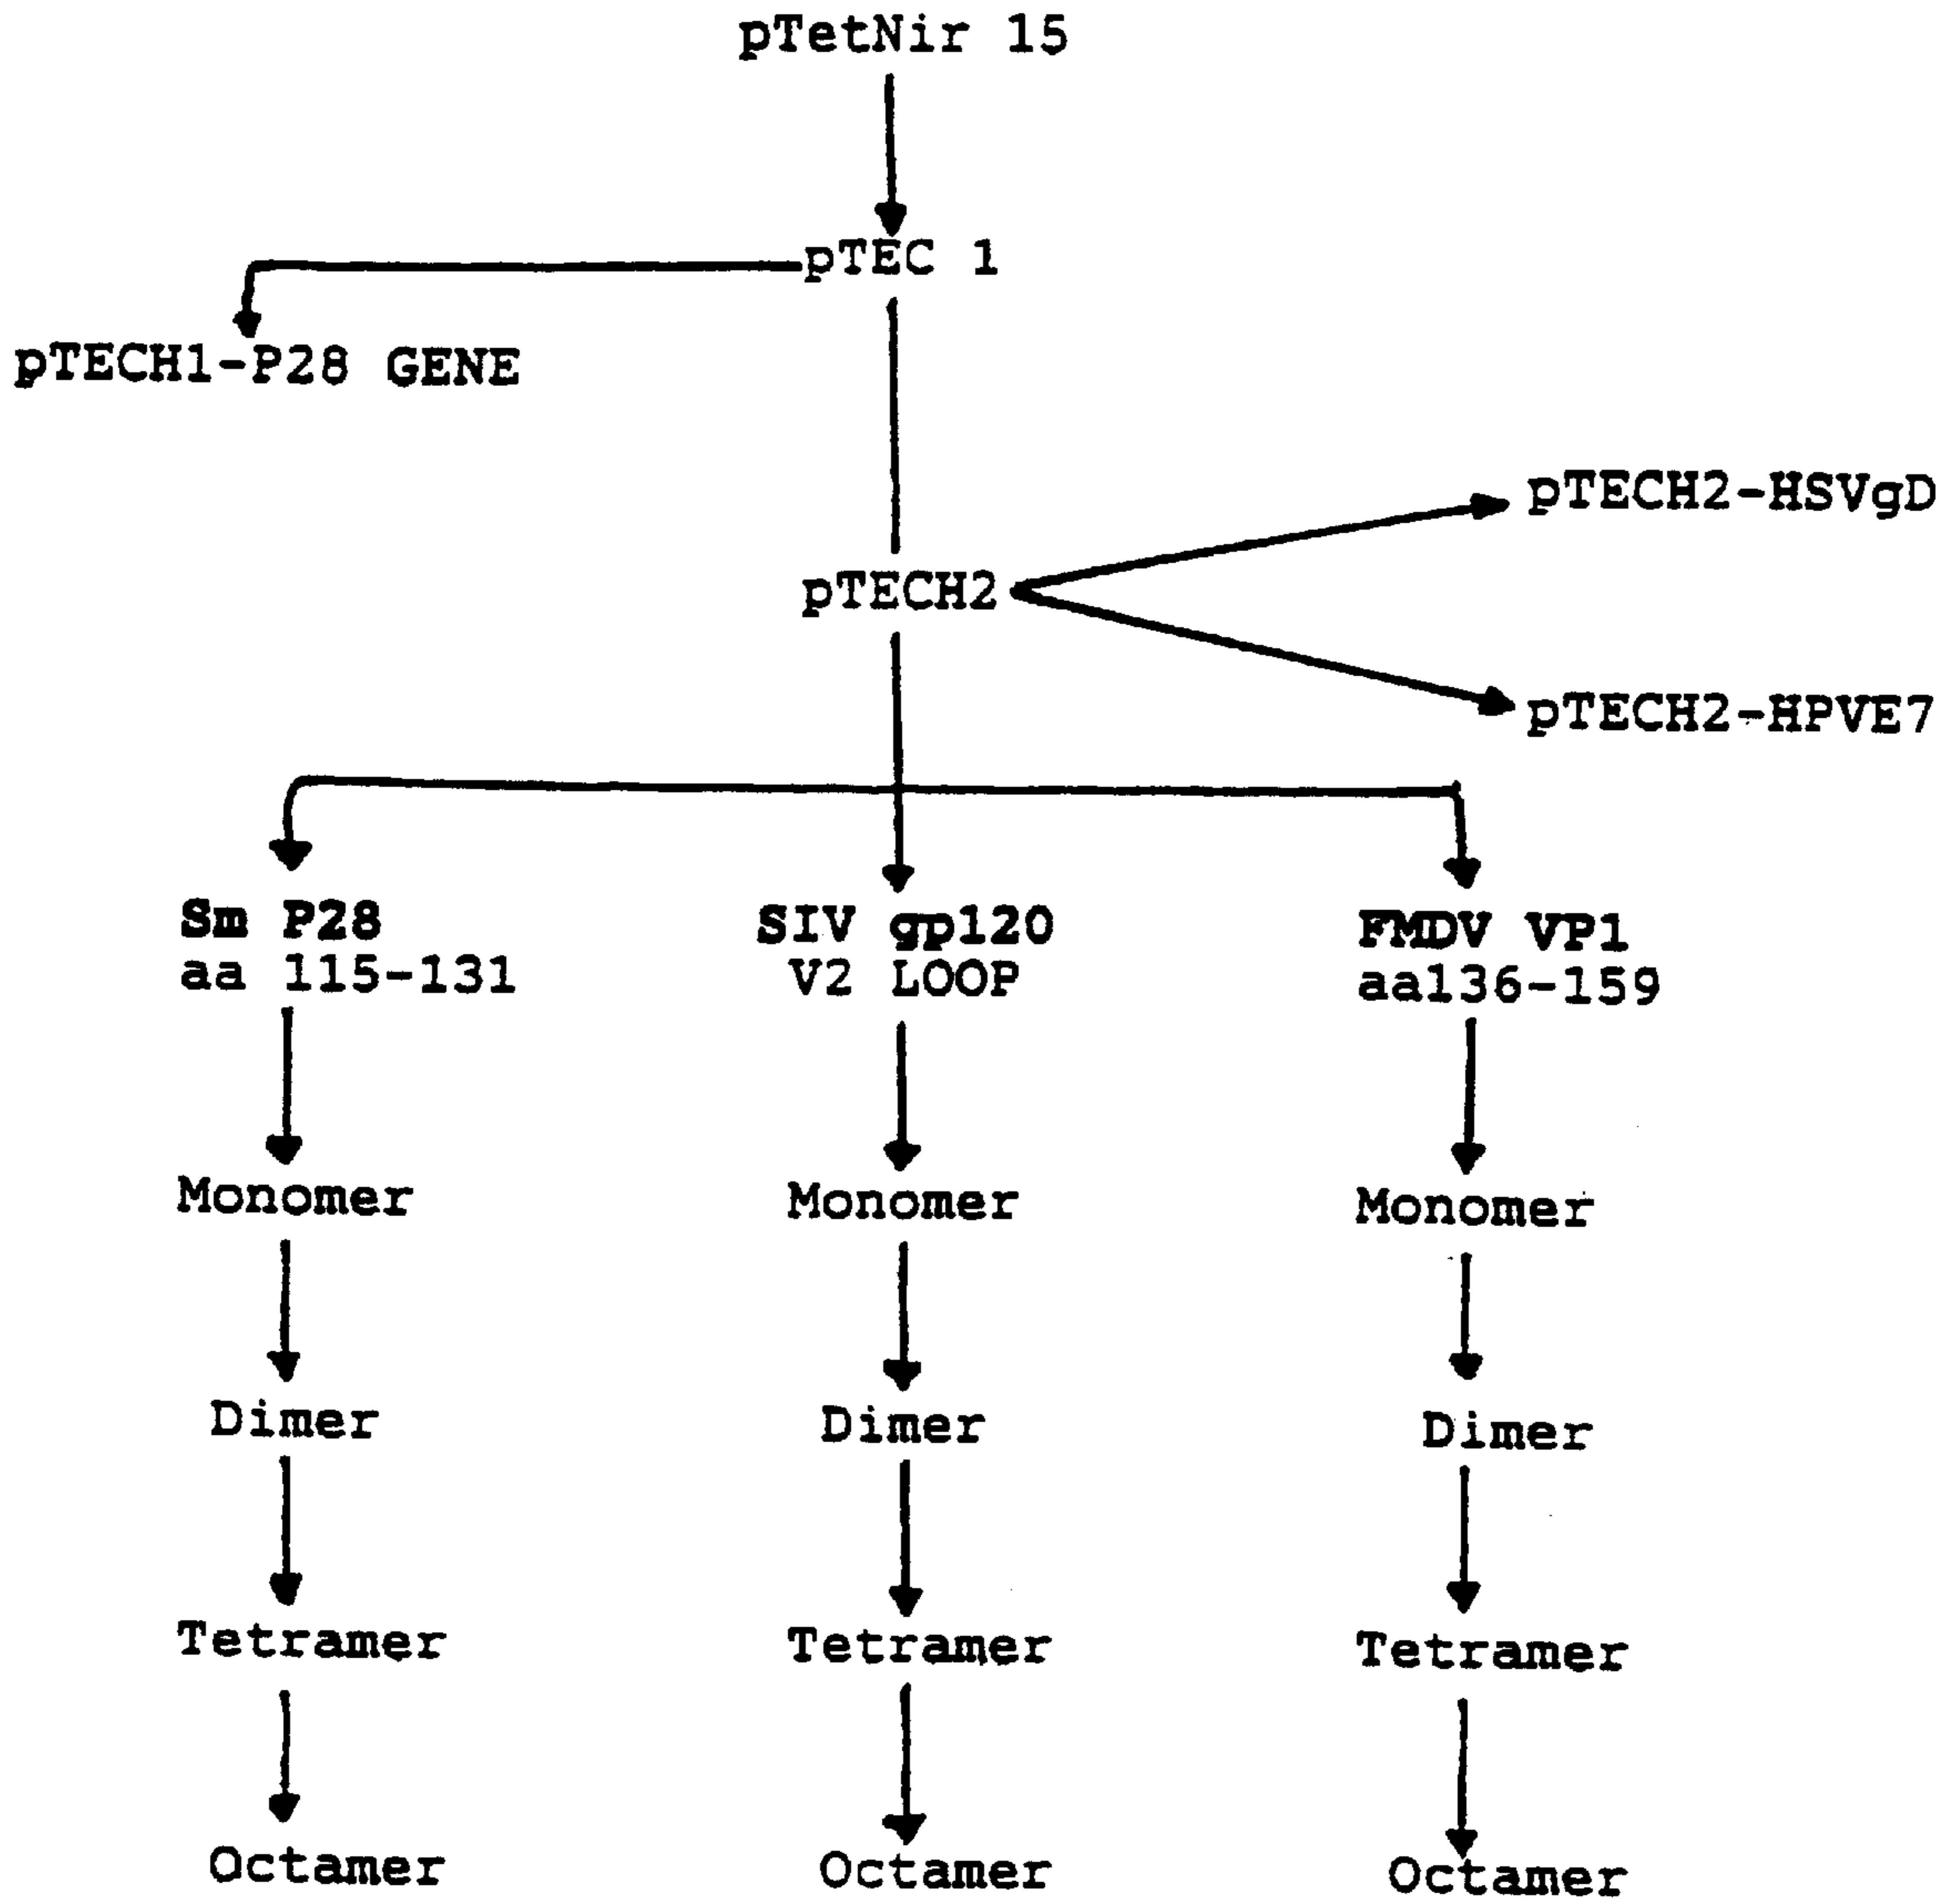 pTetNir 15
pTEC 1
pTECH1-P28 GENE
pTECH2-HSVgD
pTECH2
pTECH2-HPVE7
Sm P28
aa 115-131
SIV gp120
V2 LOOP
FMDV VP1
aa136-159
Monomer
Monomer
Monomer
Dimer
Dimer
Dimer
Tetramer
Tetramer
Tetramer
Octamer
Octamer
Octamer